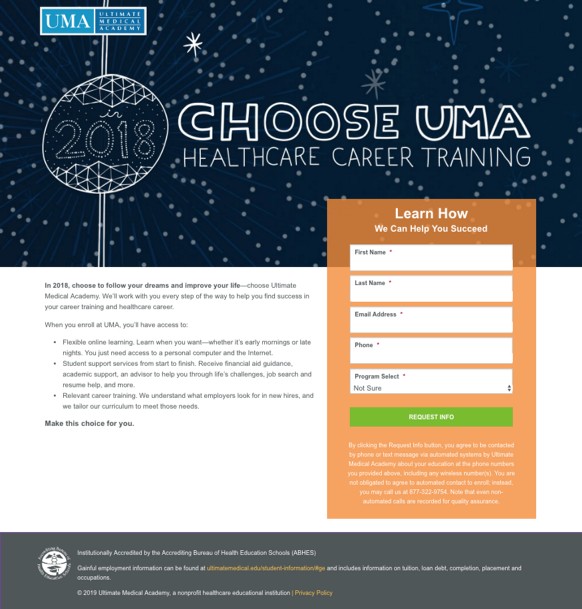 UMA ULTIMATE MEDICAL ACADEMY
in 2018
CHOOSE UMA
HEALTHCARE CAREER TRAINING
Learn How
We Can Help You Succeed
First Name *
Last Name *
Email Address *
Phone *
Program Select *
Not Sure
REQUEST INFO
By clicking the Request Info button, you agree to be contacted
by phone or text message via automated systems by Ultimate
Medical Academy about your education at the phone numbers
you provided above, including any wireless number(s). You are
not obligated to agree to automated contact to enroll, instead,
you may call us at 877-322-9754. Note that even non-
automated calls are recorded for quality assurance.
In 2018, choose to follow your dreams and improve your life—choose Ultimate
Medical Academy. We'll work with you every step of the way to help you find success in
your career training and healthcare career.
When you enroll at UMA, you'll have access to:
• Flexible online learning. Learn when you want—whether it's early mornings or late
nights. You just need access to a personal computer and the Internet.
• Student support services from start to finish. Receive financial aid guidance,
academic support, an advisor to help you through life's challenges, job search and
resume help, and more.
• Relevant career training. We understand what employers look for in new hires, and
we tailor our curriculum to meet those needs.
Make this choice for you.
Institutionally Accredited by the Accrediting Bureau of Health Education Schools (ABHES)
Gainful employment information can be found at ultimatemedical.edu/student-information/#ge and includes information on tuition, loan debt, completion, placement and
occupations.
© 2019 Ultimate Medical Academy, a nonprofit healthcare educational institution | Privacy Policy